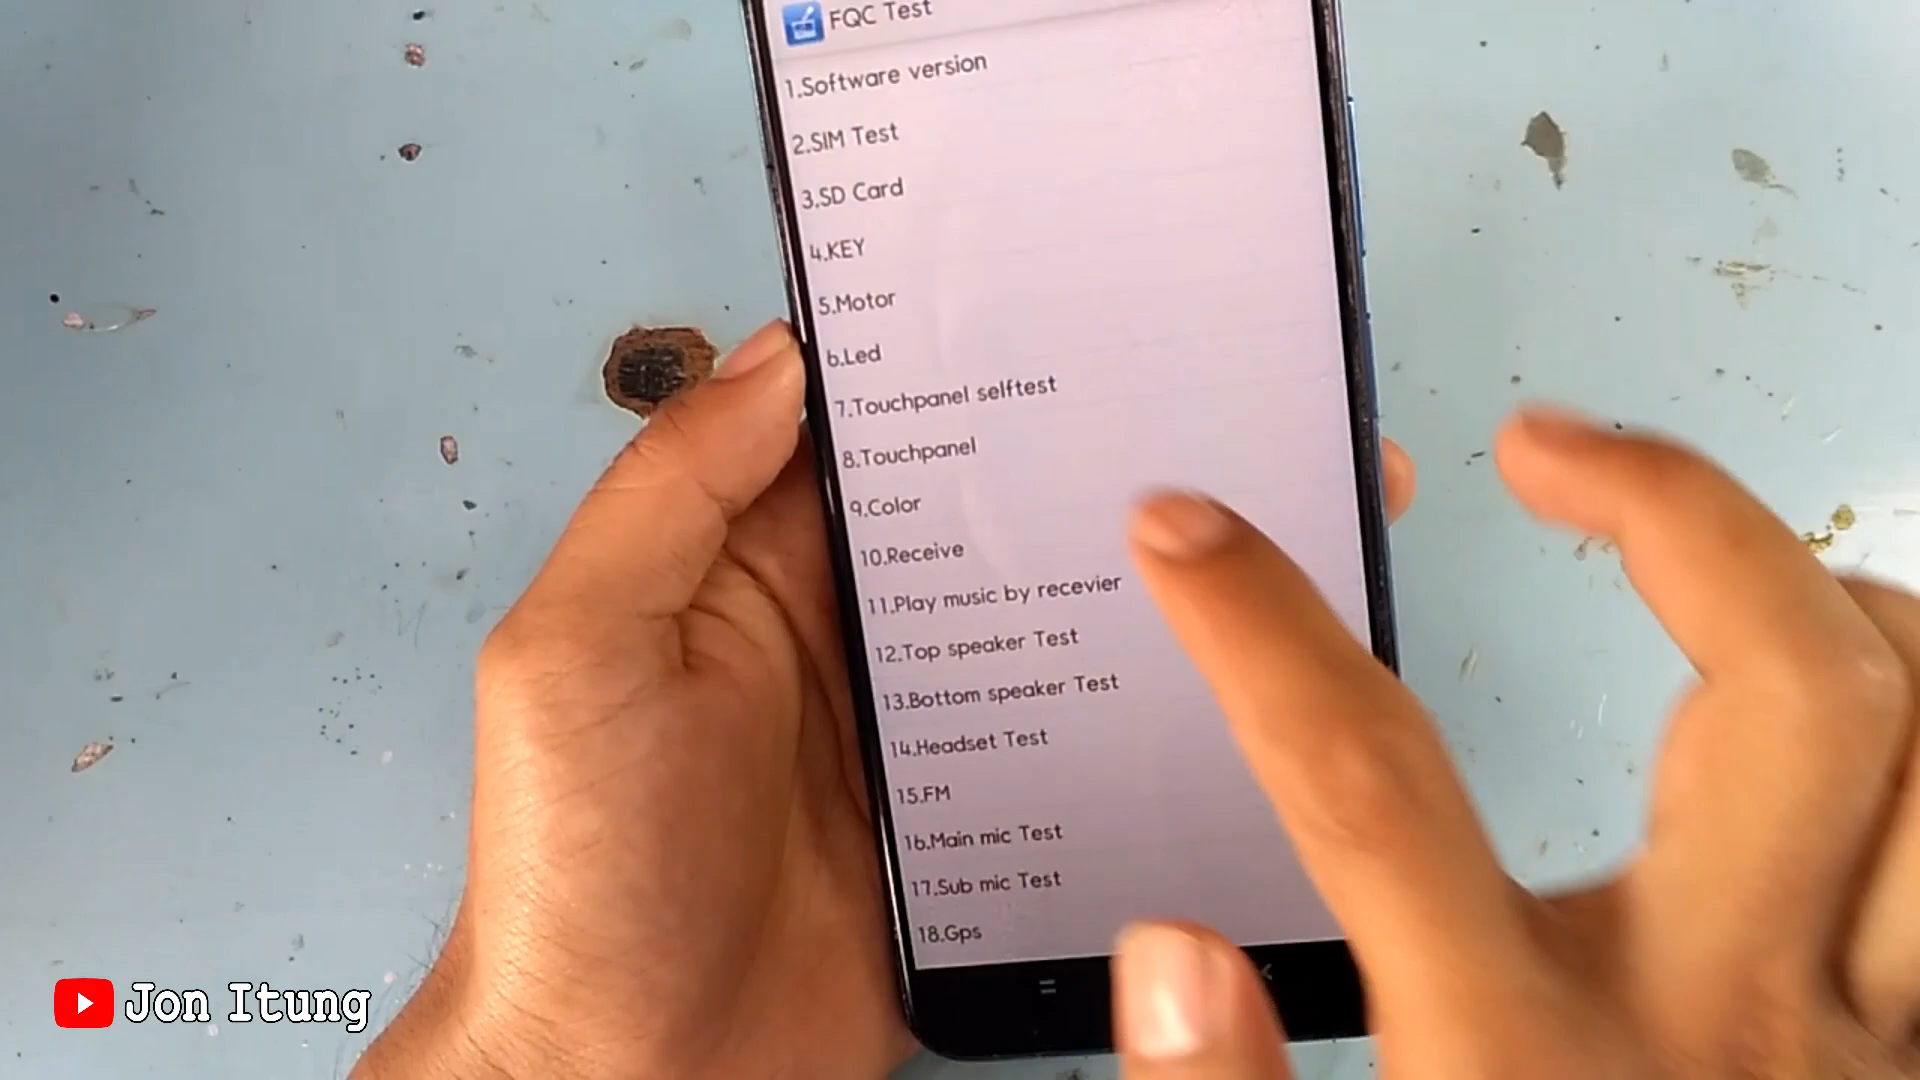 FQC Test
1.Software version
2.SIM Test
3.SD Card
4.KEY
5.Motor
6.Led
7.Touchpanel selftest
8.Touchpanel
9.Color
10.Receive
11.Play music by recevier
12.Top speaker Test
13.Bottom speaker Test
14.Headset Test
15.FM
16.Main mic Test
17.Sub mic Test
18.Gps
Jon Itung